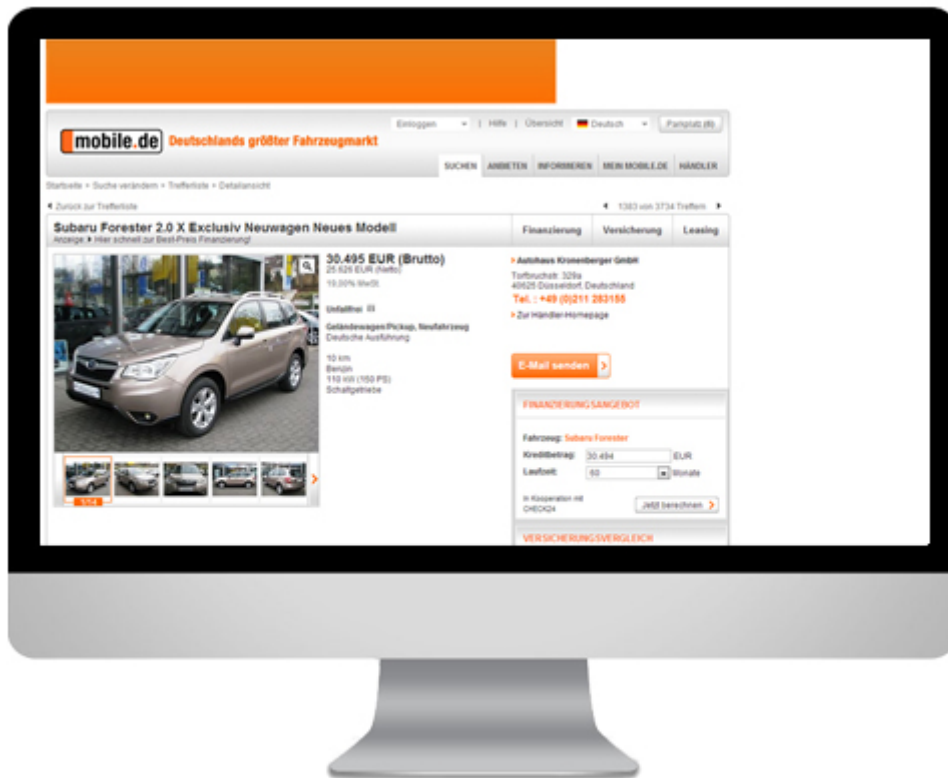 Einloggen | Hilfe | Übersicht Deutsch Parkplatz (0)
mobile.de Deutschlands größter Fahrzeugmarkt
SUCHEN ANBIETEN INFORMIEREN MEIN MOBILE.DE HÄNDLER
Startseite > Suche verändern > Trefferliste > Detailansicht
Zurück zur Trefferliste 1383 von 3734 Treffern
Subaru Forester 2.0 X Exclusiv Neuwagen Neues Modell
Anzeige: Hier schnell zur Best-Preis Finanzierung!
Finanzierung Versicherung Leasing
30.495 EUR (Brutto)
25.626 EUR (Netto)
19,00% MwSt.
Unfallfrei
Geländewagen/Pickup, Neufahrzeug
Deutsche Ausführung
10 km
Benzin
110 kW (150 PS)
Schaltgetriebe
1/14
Autohaus Kronenberger GmbH
Torfbruchstr. 329a
40625 Düsseldorf, Deutschland
Tel. : +49 (0)211 283155
Zur Händler-Homepage
E-Mail senden
FINANZIERUNGSANGEBOT
Fahrzeug: Subaru Forester
Kreditbetrag: 30.494 EUR
Laufzeit: 60 Monate
In Kooperation mit
CHECK24
Jetzt berechnen
VERSICHERUNGSVERGLEICH